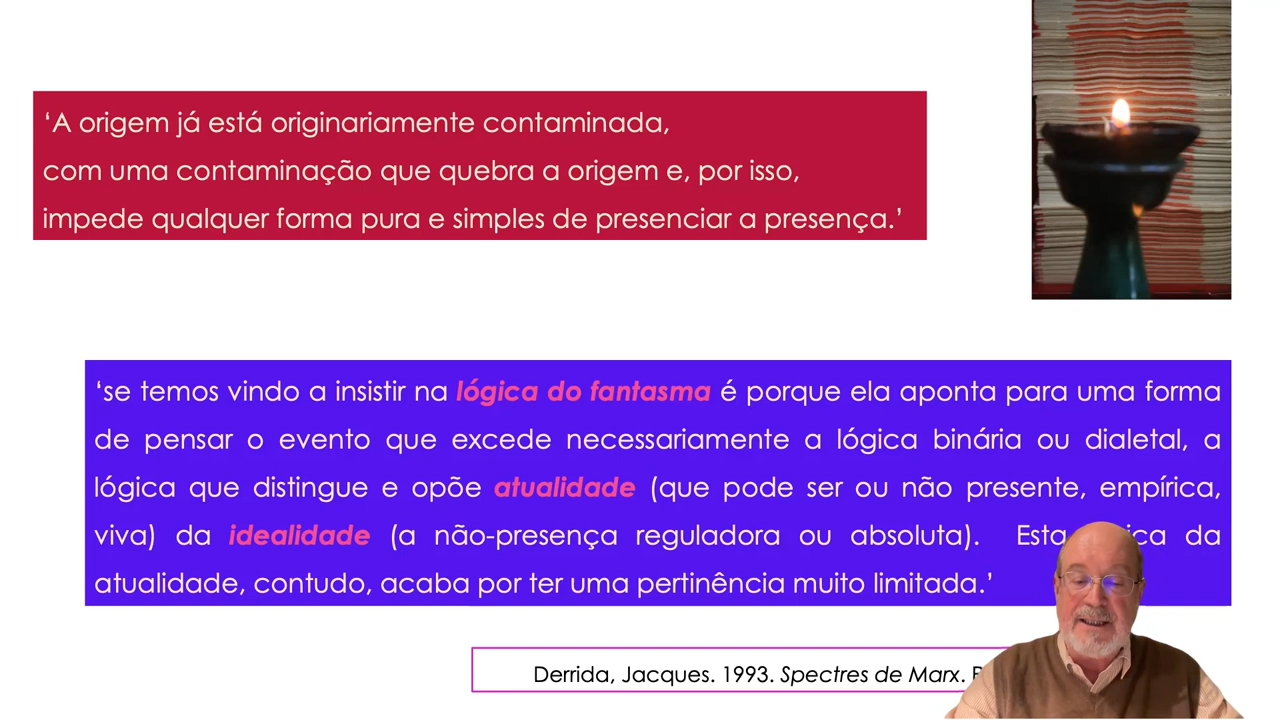 ‘A origem já está originariamente contaminada,
com uma contaminação que quebra a origem e, por isso,
impede qualquer forma pura e simples de presenciar a presença.’
‘se temos vindo a insistir na lógica do fantasma é porque ela aponta para uma forma
de pensar o evento que excede necessariamente a lógica binária ou dialetal, a
lógica que distingue e opõe atualidade (que pode ser ou não presente, empírica,
viva) da idealidade (a não-presença reguladora ou absoluta). Esta da
atualidade, contudo, acaba por ter uma pertinência muito limitada.’
Derrida, Jacques. 1993. Spectres de Marx.